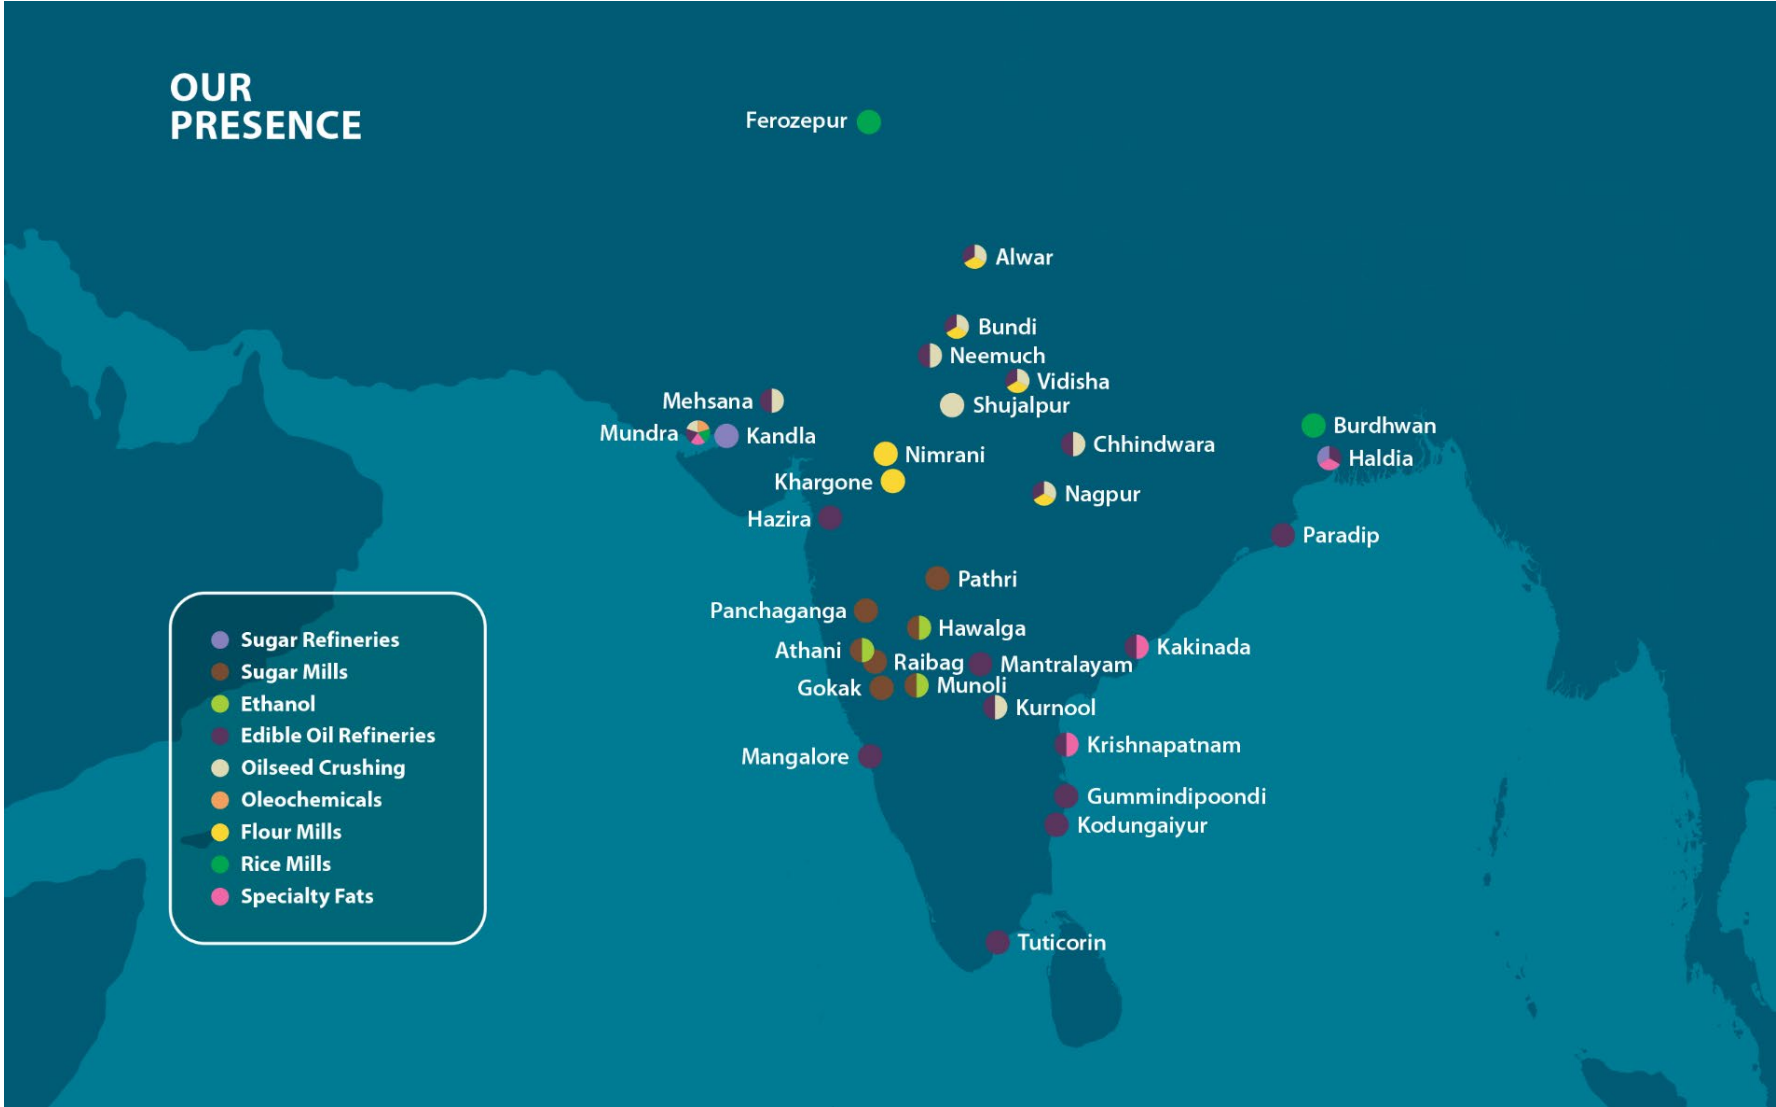 OUR
PRESENCE
Ferozepur
Alwar
Bundi
Neemuch
Vidisha
Mehsana
Shujalpur
Mundra
Kandla
Burdhwan
Chhindwara
Nimrani
Haldia
Khargone
Nagpur
Hazira
Paradip
Pathri
Panchaganga
Hawalga
Athani
Kakinada
Raibag
Mantralayam
Gokak
Munoli
Kurnool
Krishnapatnam
Mangalore
Gummindipoondi
Kodungaiyur
Tuticorin
Sugar Refineries
Sugar Mills
Ethanol
Edible Oil Refineries
Oilseed Crushing
Oleochemicals
Flour Mills
Rice Mills
Specialty Fats